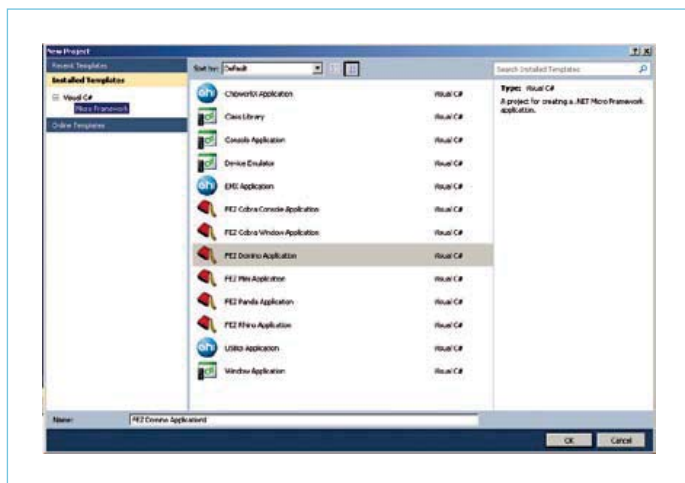 New Project
Recent Templates
Installed Templates
Visual C#
Micro Framework
Online Templates
Sort by: Default
Search Installed Templates
ChipworkX Application Visual C#
Class Library Visual C#
Console Application Visual C#
Device Emulator Visual C#
EMX Application Visual C#
FEZ Cobra Console Application Visual C#
FEZ Cobra Window Application Visual C#
FEZ Domino Application Visual C#
FEZ Mini Application Visual C#
FEZ Panda Application Visual C#
FEZ Rhino Application Visual C#
USBizi Application Visual C#
Window Application Visual C#
Type: Visual C#
A project for creating a .NET Micro Framework
application.
Name: FEZ Domino Application1
OK Cancel